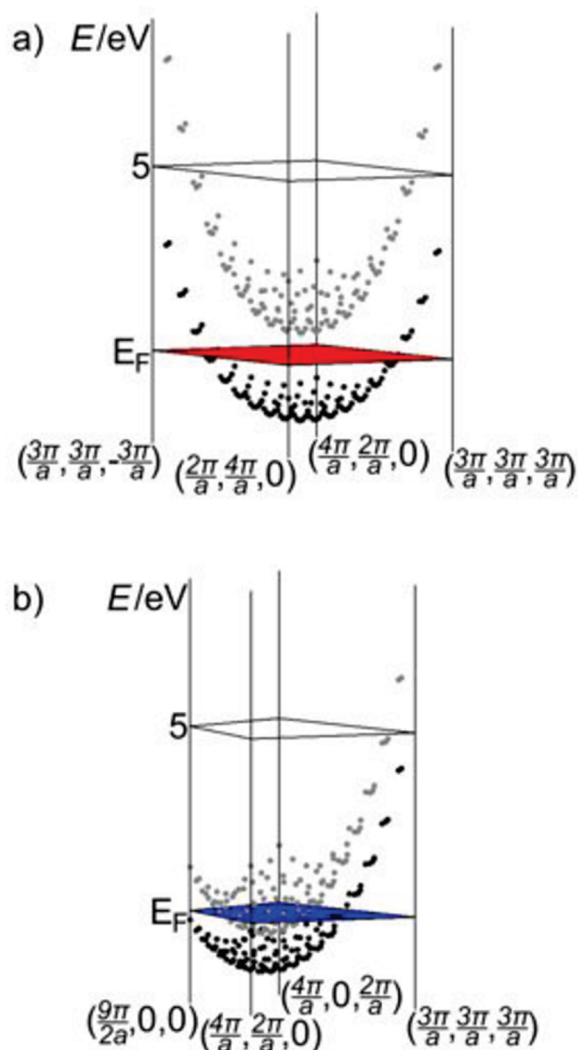 a) E/eV
5
E_F
(3π/a, 3π/a, -3π/a) (2π/a, 4π/a, 0) (4π/a, 2π/a, 0) (3π/a, 3π/a, 3π/a)
b) E/eV
5
E_F
(9π/2a, 0, 0) (4π/a, 2π/a, 0) (4π/a, 0, 2π/a) (3π/a, 3π/a, 3π/a)